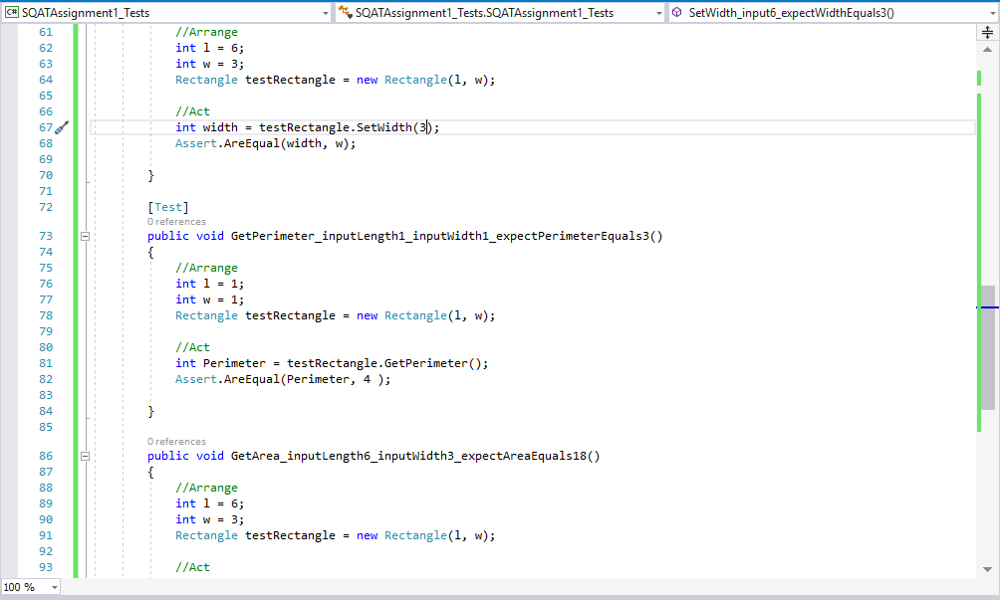 C# SQATAssignment1_Tests SQATAssignment1_Tests.SQATAssignment1_Tests SetWidth_input6_expectWidthEquals3()
61 //Arrange
62 int l = 6;
63 int w = 3;
64 Rectangle testRectangle = new Rectangle(l, w);
65
66 //Act
67 int width = testRectangle.SetWidth(3);
68 Assert.AreEqual(width, w);
69
70 }
71
72 [Test]
0 references
73 public void GetPerimeter_inputLength1_inputWidth1_expectPerimeterEquals3()
74 {
75 //Arrange
76 int l = 1;
77 int w = 1;
78 Rectangle testRectangle = new Rectangle(l, w);
79
80 //Act
81 int Perimeter = testRectangle.GetPerimeter();
82 Assert.AreEqual(Perimeter, 4 );
83
84 }
85
0 references
86 public void GetArea_inputLength6_inputWidth3_expectAreaEquals18()
87 {
88 //Arrange
89 int l = 6;
90 int w = 3;
91 Rectangle testRectangle = new Rectangle(l, w);
92
93 //Act
100 %